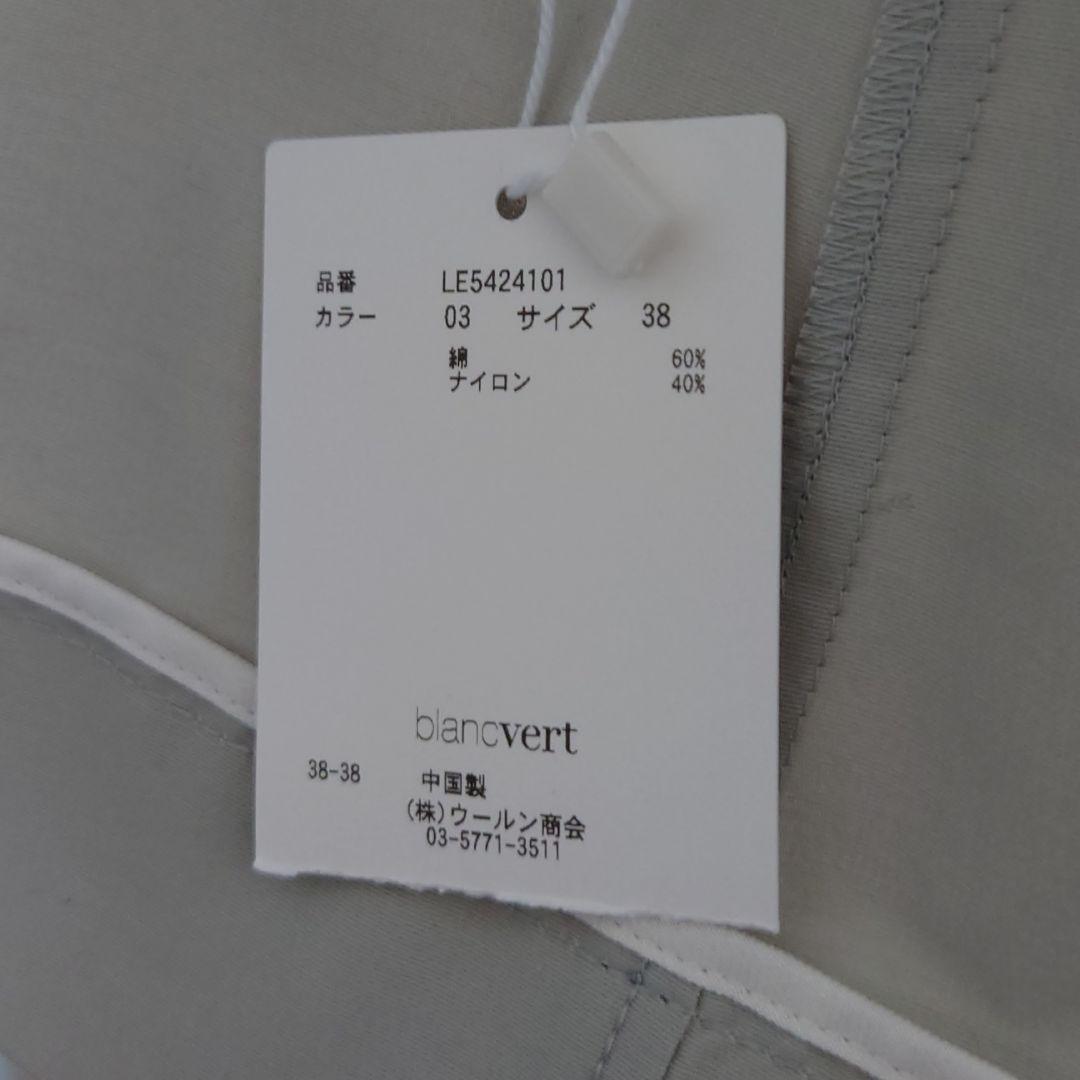 品番 LE5424101
カラー 03 サイズ 38
綿 60%
ナイロン 40%
blancvert
38-38 中国製
(株)ウールン商会
03-5771-3511